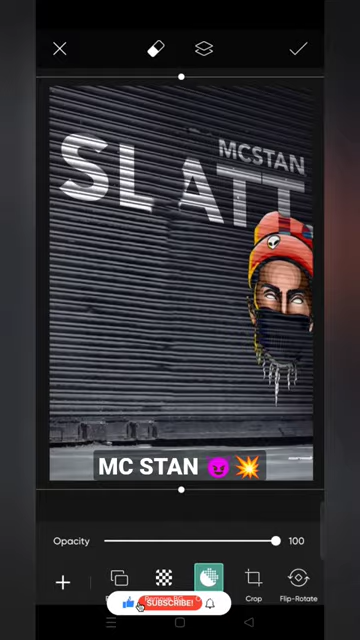 MCSTAN
SLATT
MC STAN 😈💥
Opacity
100
SUBSCRIBE!
Crop
Flip-Rotate